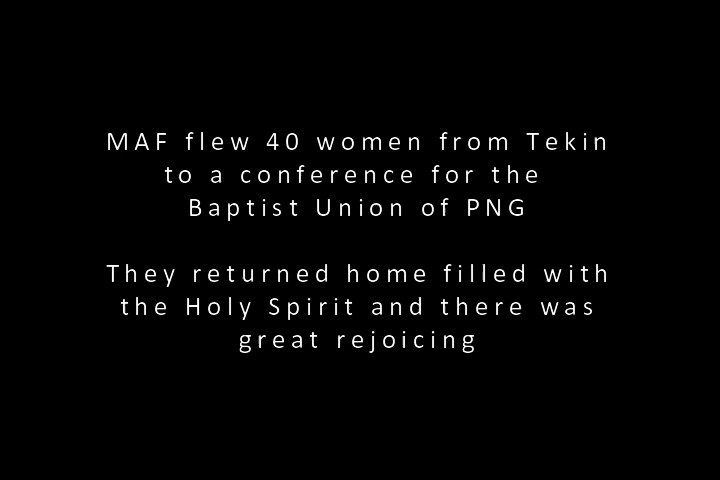 MAF flew 40 women from Tekin
to a conference for the
Baptist Union of PNG
They returned home filled with
the Holy Spirit and there was
great rejoicing